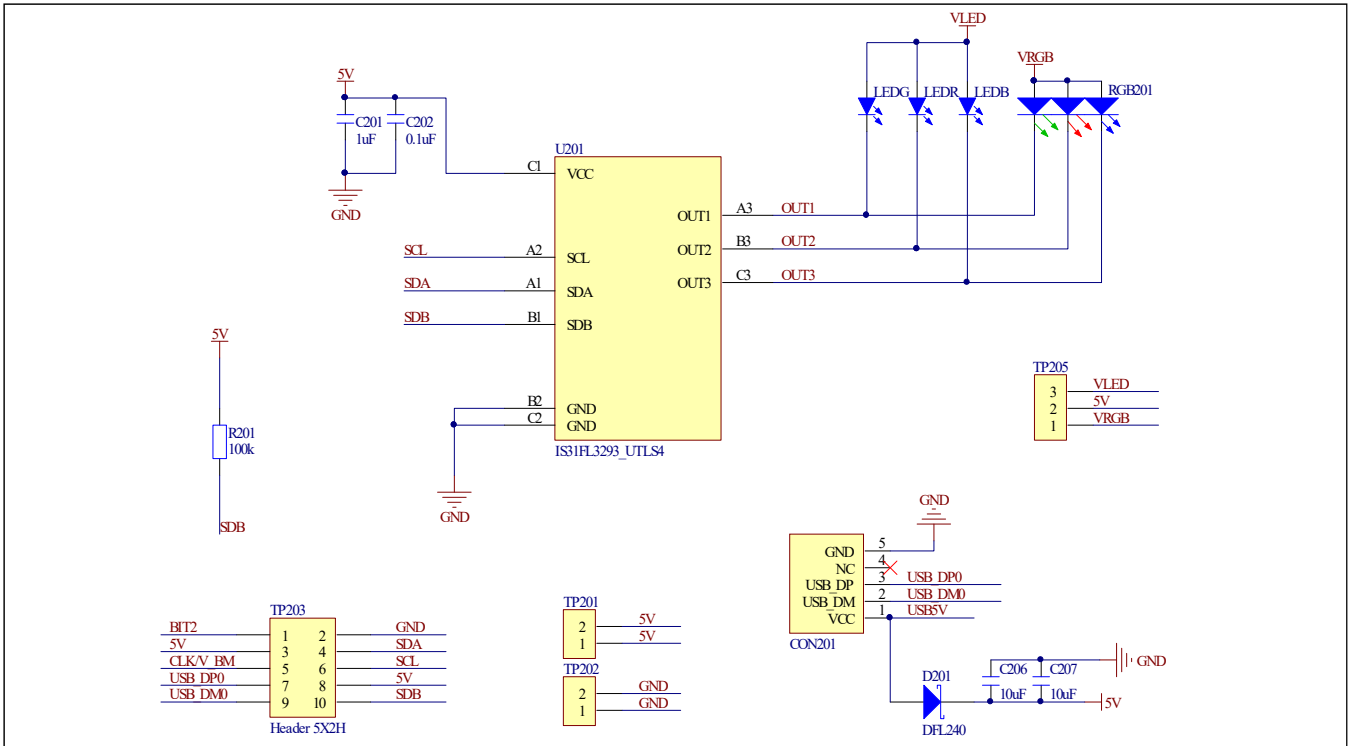 VLED
VRGB
5V
LEDG
LEDR
LEDB
RGB201
C201
1uF
C202
0.1uF
GND
U201
C1
VCC
OUT1
A3
OUT1
OUT2
B3
OUT2
OUT3
C3
OUT3
SCL
A2
SCL
SDA
A1
SDA
SDB
B1
SDB
B2
GND
C2
GND
IS31FL3293_UTLS4
GND
5V
R201
100k
SDB
TP205
3
VLED
2
5V
1
VRGB
GND
GND
5
NC
4
USB_DP
3
USB_DP0
USB_DM
2
USB_DM0
VCC
1
USB5V
CON201
TP203
BIT2
1
2
GND
5V
3
4
SDA
CLK/V_BM
5
6
SCL
USB_DP0
7
8
5V
USB_DM0
9
10
SDB
Header 5X2H
TP201
2
5V
1
5V
TP202
2
GND
1
GND
D201
DFL240
C206
10uF
C207
10uF
GND
5V